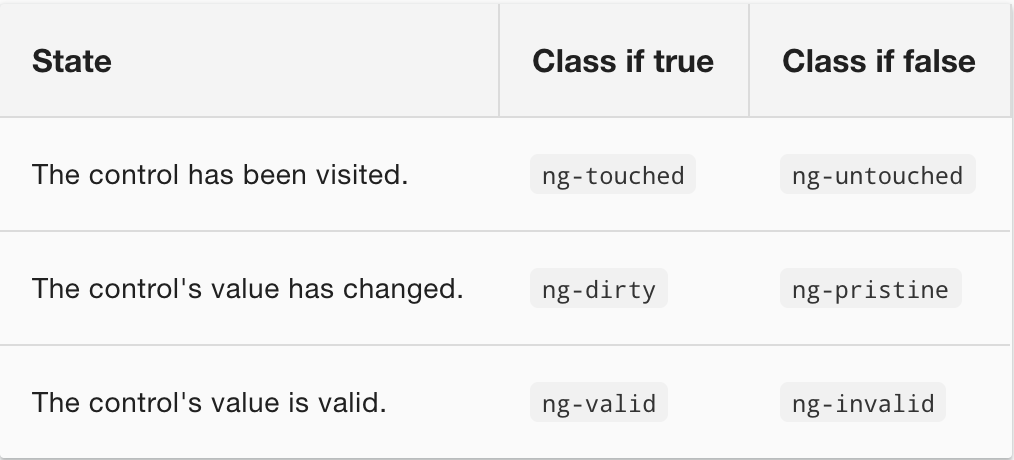 State Class if true Class if false
The control has been visited. ng-touched ng-untouched
The control's value has changed. ng-dirty ng-pristine
The control's value is valid. ng-valid ng-invalid